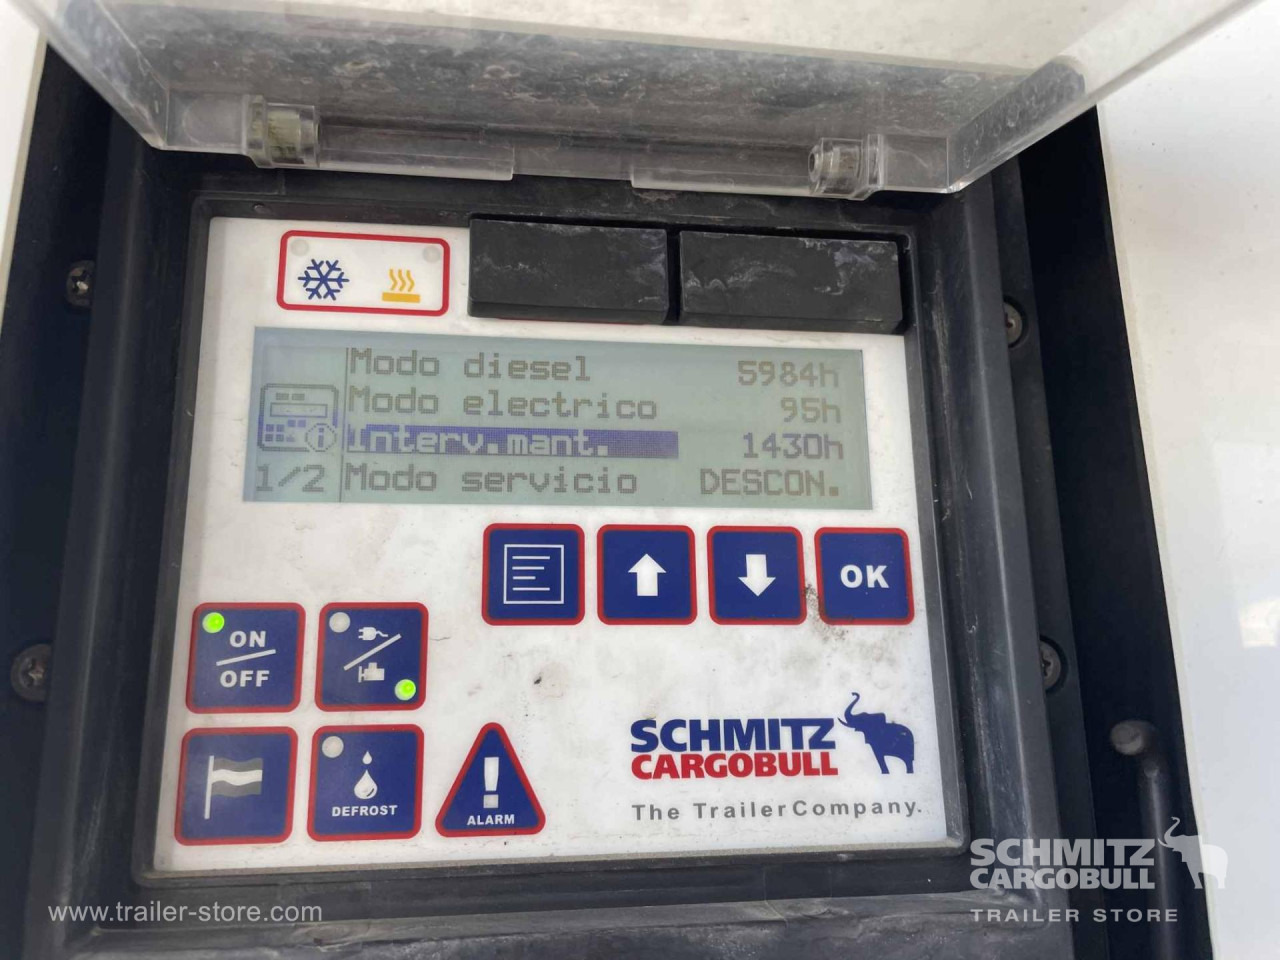 Modo diesel 5984h
Modo electrico 95h
Interv.mant. 1430h
1/2 Modo servicio DESCON.
OK
ON
OFF
DEFROST
ALARM
SCHMITZ
CARGOBULL
The TrailerCompany.
www.trailer-store.com
SCHMITZ
CARGOBULL
TRAILER STORE